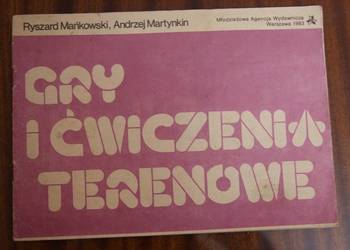 Ryszard Mańkowski, Andrzej Martynkin
Młodzieżowa Agencja Wydawnicza
Warszawa 1983
GRY
I ĆWICZENIA
TERENOWE